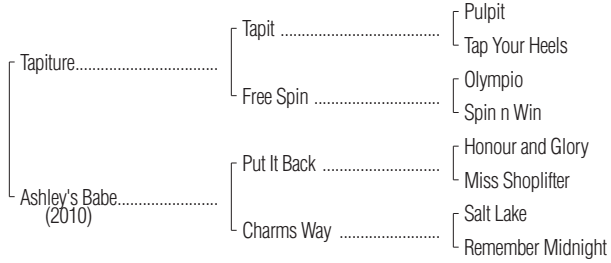 Pulpit
Tapit ................................
Tap Your Heels
Tapiture.................................
Olympio
Free Spin .............................
Spin n Win
Honour and Glory
Put It Back ...........................
Miss Shoplifter
Ashley's Babe.......................
(2010)
Salt Lake
Charms Way .......................
Remember Midnight